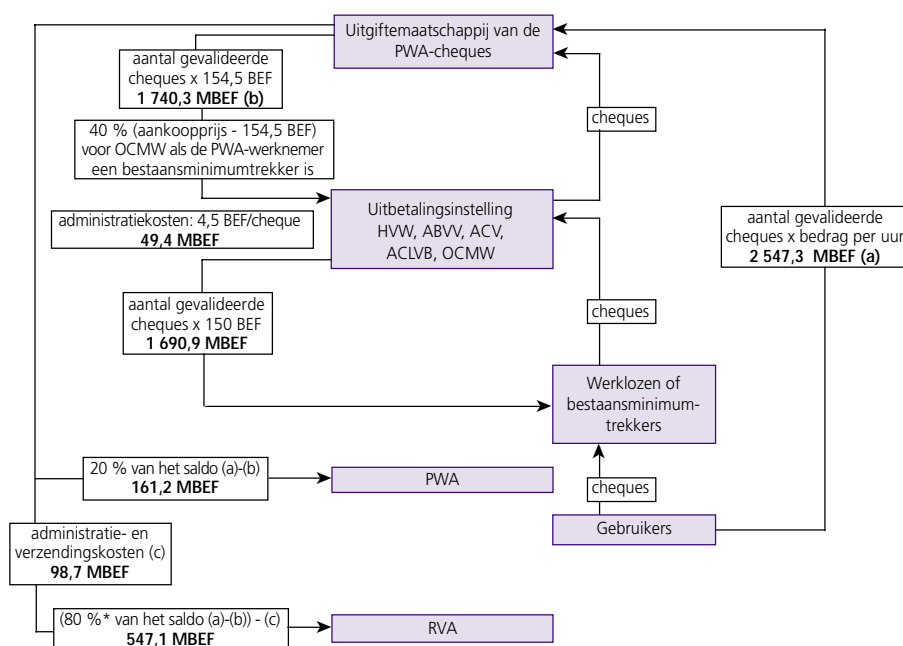 Uitgiftemaatschappij van de
PWA-cheques
aantal gevalideerde
cheques x 154,5 BEF
1 740,3 MBEF (b)
40 % (aankoopprijs - 154,5 BEF)
voor OCMW als de PWA-werknemer
een bestaansminimumtrekker is
cheques
administratiekosten: 4,5 BEF/cheque
49,4 MBEF
Uitbetalingsinstelling
HVW, ABVV, ACV,
ACLVB, OCMW
aantal gevalideerde
cheques x bedrag per uur
2 547,3 MBEF (a)
aantal gevalideerde
cheques x 150 BEF
1 690,9 MBEF
cheques
Werklozen of
bestaansminimum-
trekkers
20 % van het saldo (a)-(b)
161,2 MBEF
PWA
cheques
Gebruikers
administratie- en
verzendingskosten (c)
98,7 MBEF
(80 %* van het saldo (a)-(b)) - (c)
547,1 MBEF
RVA